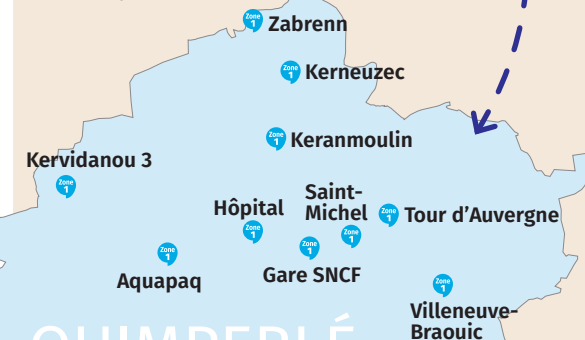 Zone
1
Zabrenn
Zone
1
Kerneuzec
Zone
1
Keranmoulin
Kervidanou 3
Zone
1
Saint-
Michel
Zone
1
Hôpital
Zone
1
Zone
1
Tour d’Auvergne
Zone
1
Gare SNCF
Zone
1
Aquapaq
Zone
1
Villeneuve-
Braouic
QUIMPERLÉ